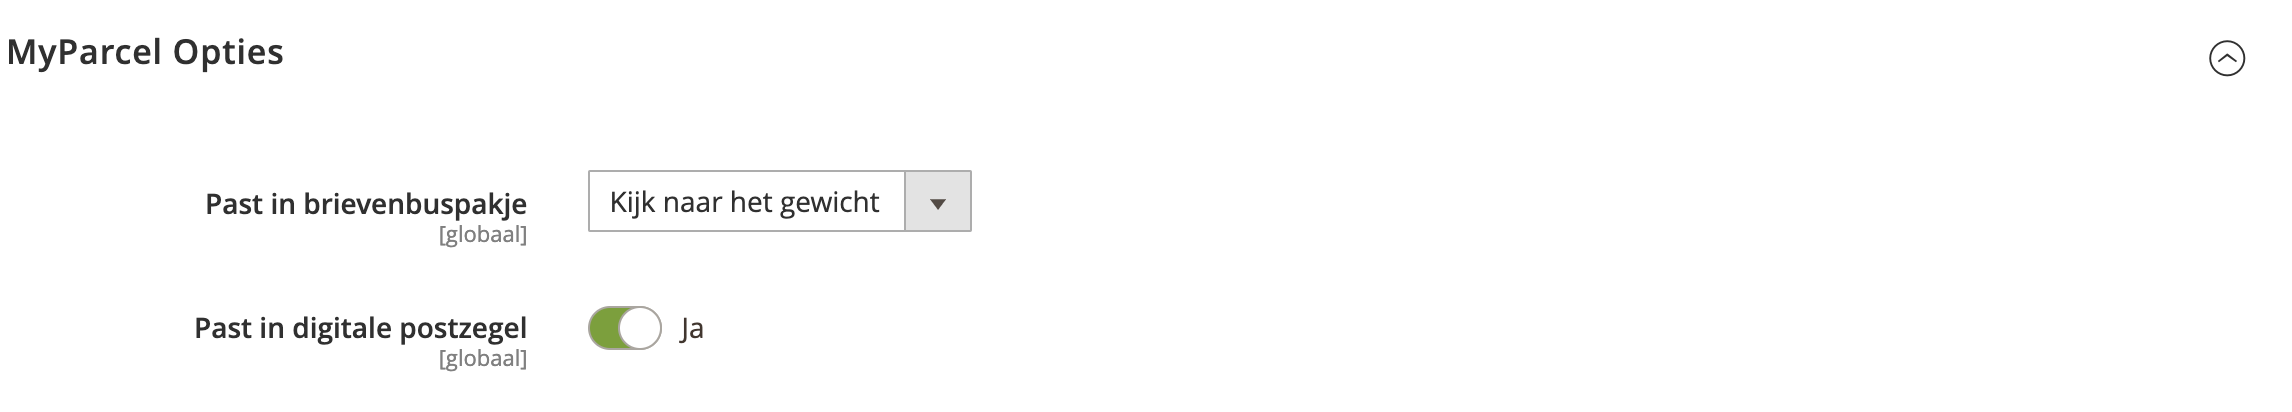 MyParcel Opties
Past in brievenbuspakje
[globaal]
Kijk naar het gewicht
Past in digitale postzegel
[globaal]
Ja